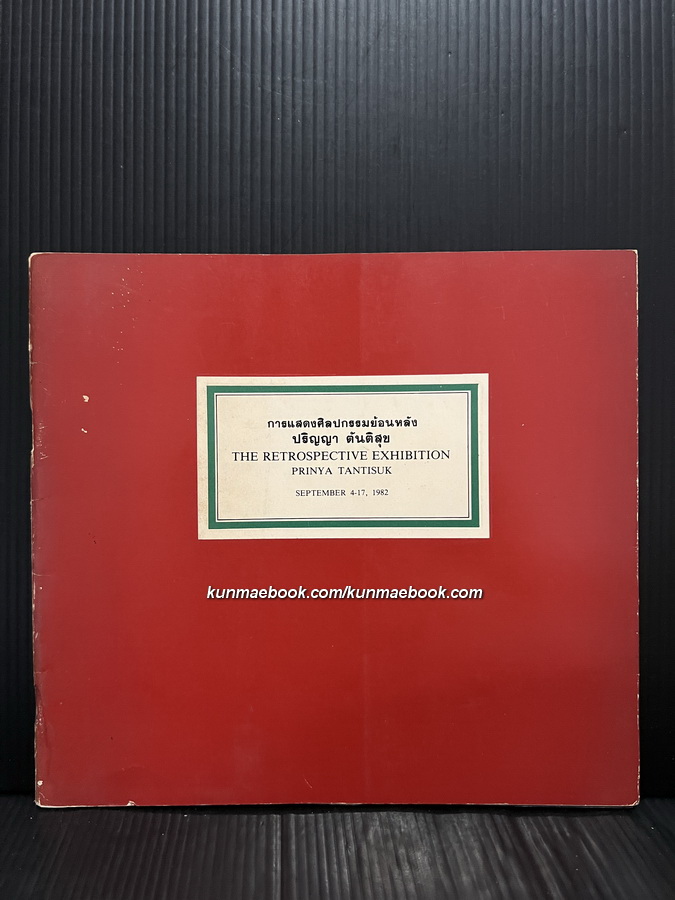 การแสดงศิลปกรรมย้อนหลัง
ปริญญา ตันติสุข
THE RETROSPECTIVE EXHIBITION
PRINYA TANTISUK
SEPTEMBER 4-17, 1982
kunmaebook.com/kunmaebook.com